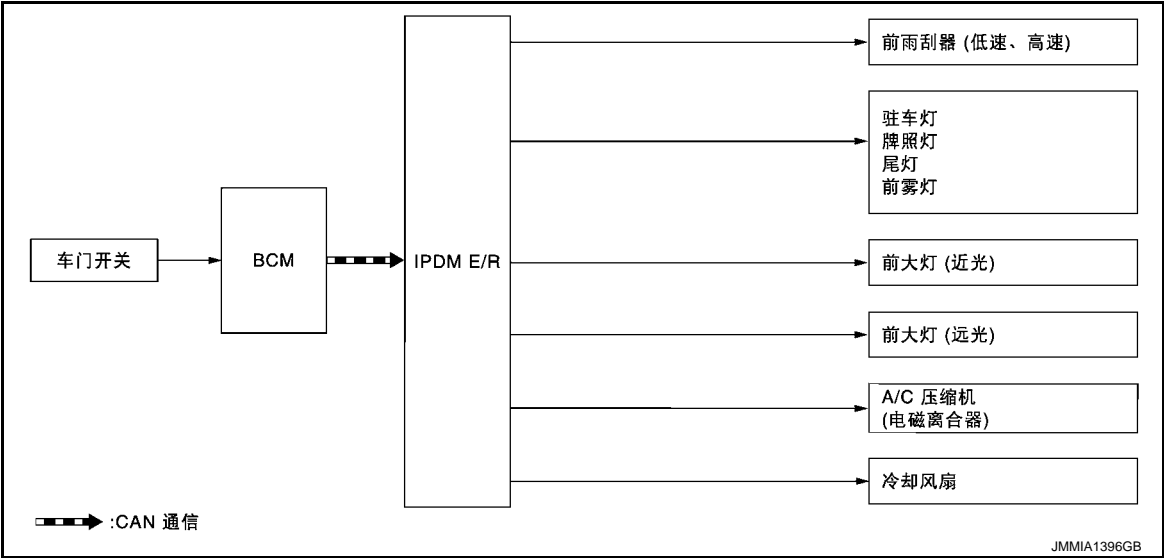 前雨刮器 (低速、高速)
驻车灯
牌照灯
尾灯
前雾灯
车门开关
BCM
IPDM E/R
前大灯 (近光)
前大灯 (远光)
A/C 压缩机
(电磁离合器)
冷却风扇
:CAN 通信
JMMIA1396GB